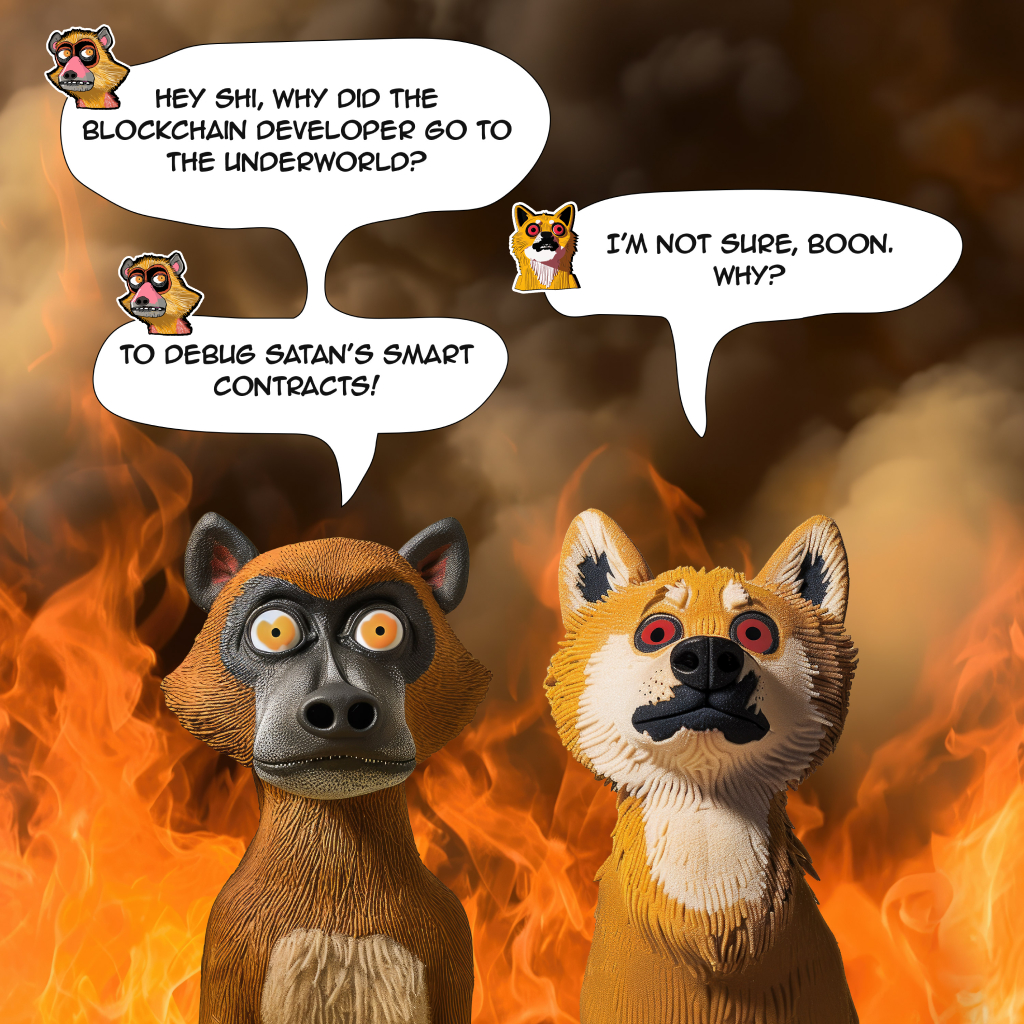 HEY SHI, WHY DID THE
BLOCKCHAIN DEVELOPER GO TO
THE UNDERWORLD?
I'M NOT SURE, BOON.
WHY?
TO DEBUG SATAN'S SMART
CONTRACTS!